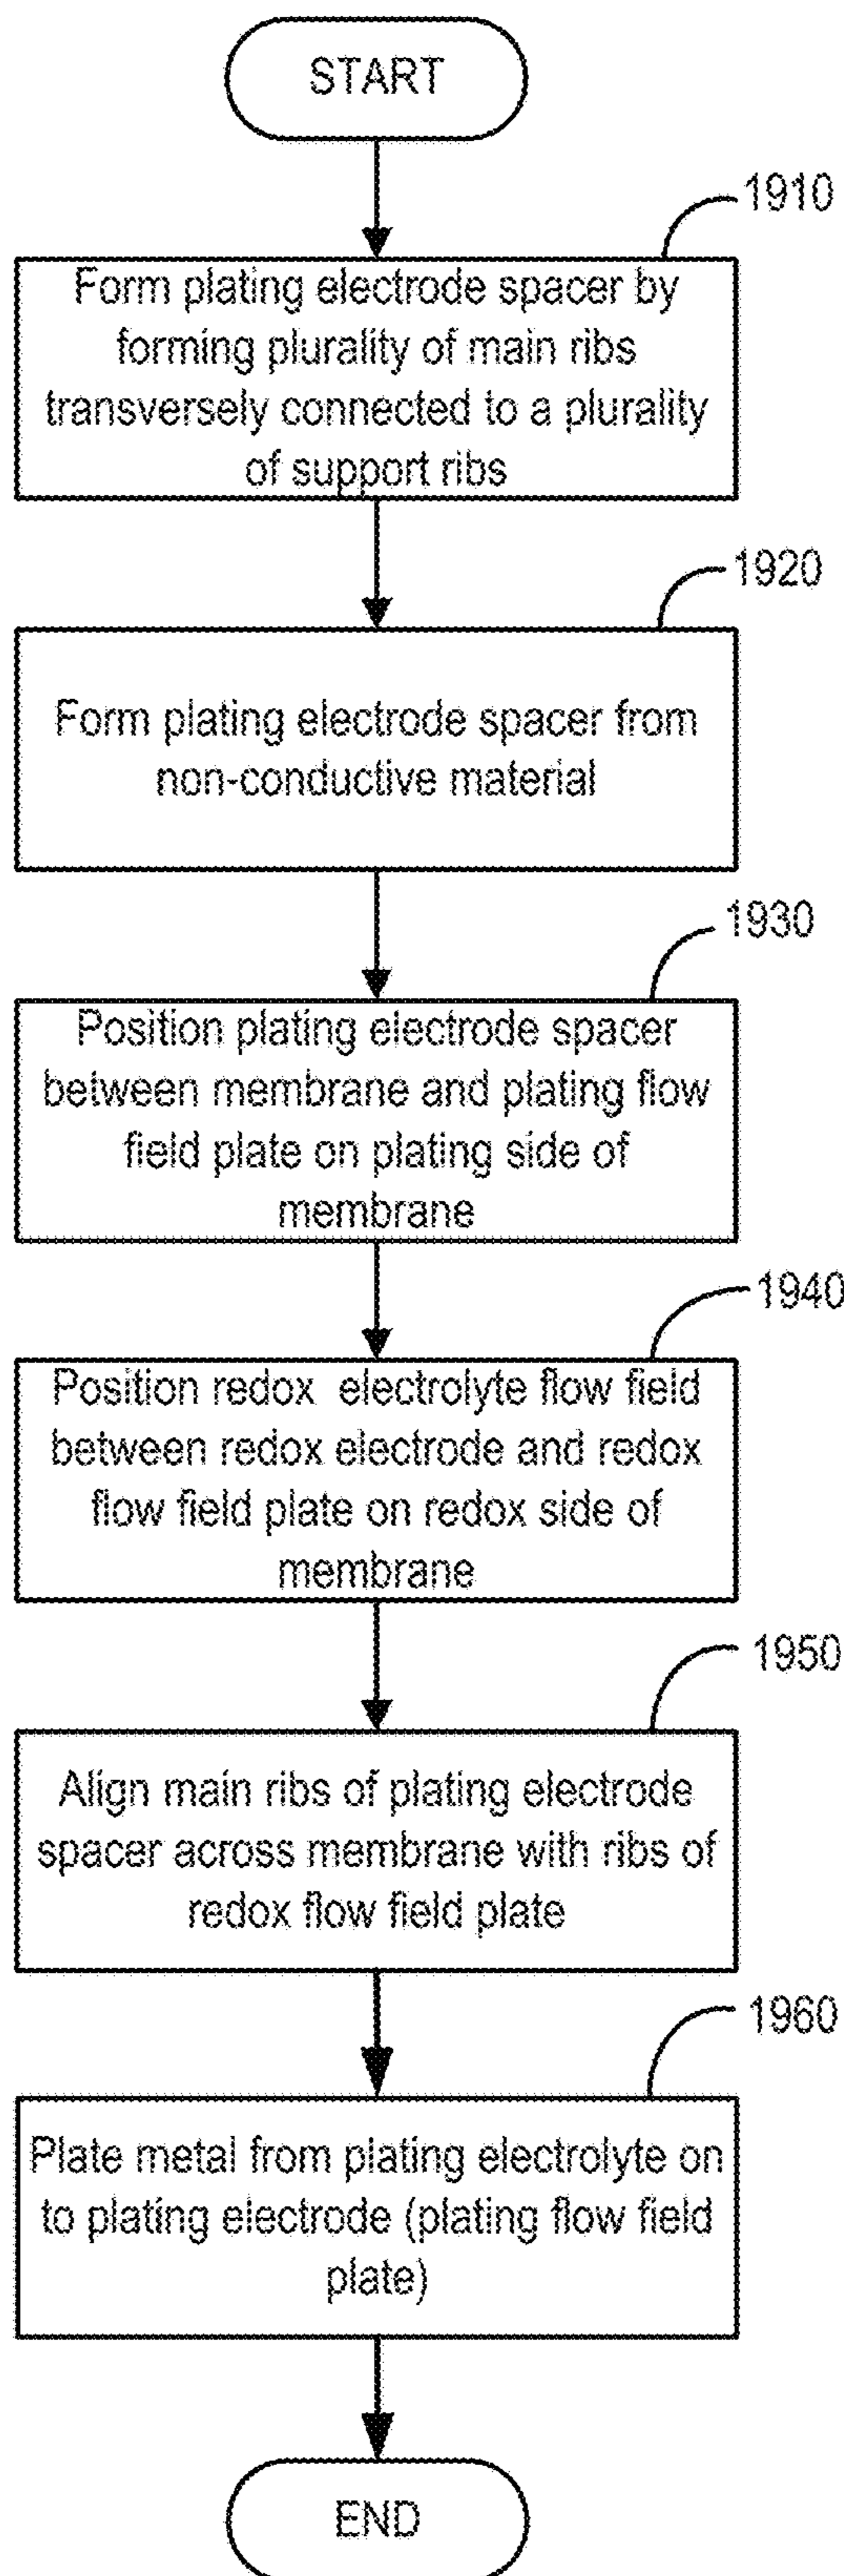 START
1910
Form plating electrode spacer by
forming plurality of main ribs
transversely connected to a plurality
of support ribs
1920
Form plating electrode spacer from
non-conductive material
1930
Position plating electrode spacer
between membrane and plating flow
field plate on plating side of
membrane
1940
Position redox electrolyte flow field
between redox electrode and redox
flow field plate on redox side of
membrane
1950
Align main ribs of plating electrode
spacer across membrane with ribs of
redox flow field plate
1960
Plate metal from plating electrolyte on
to plating electrode (plating flow field
plate)
END